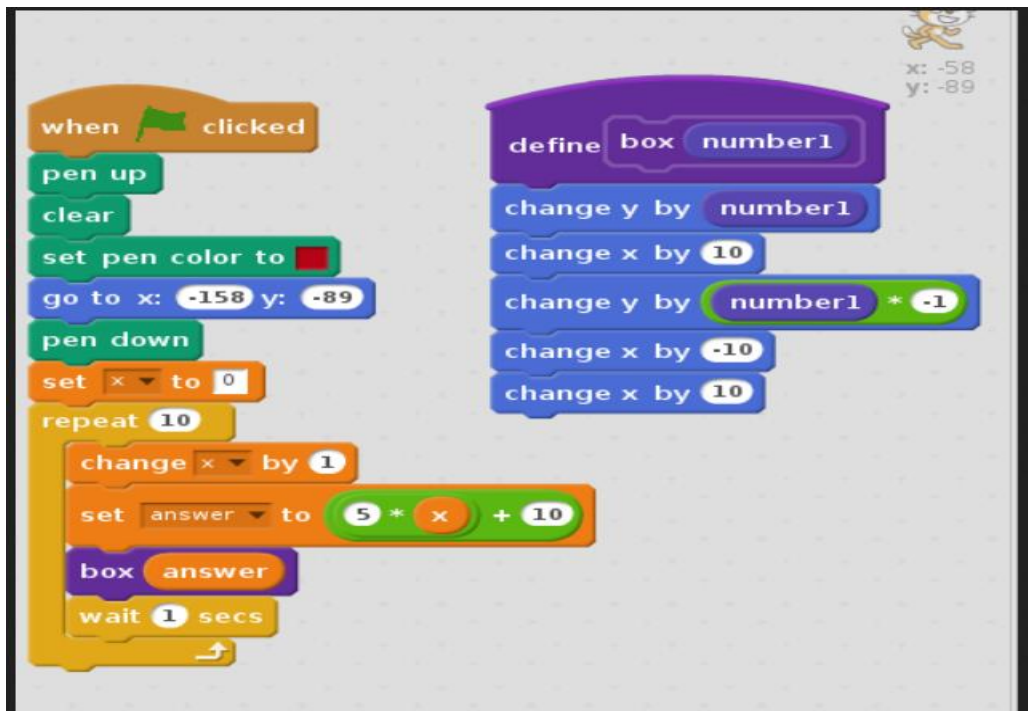 x: -58
y: -89
when clicked
pen up
clear
set pen color to
go to x: -158 y: -89
pen down
set x to 0
repeat 10
change x by 1
set answer to 5 * x + 10
box answer
wait 1 secs
define box number1
change y by number1
change x by 10
change y by number1 * -1
change x by -10
change x by 10